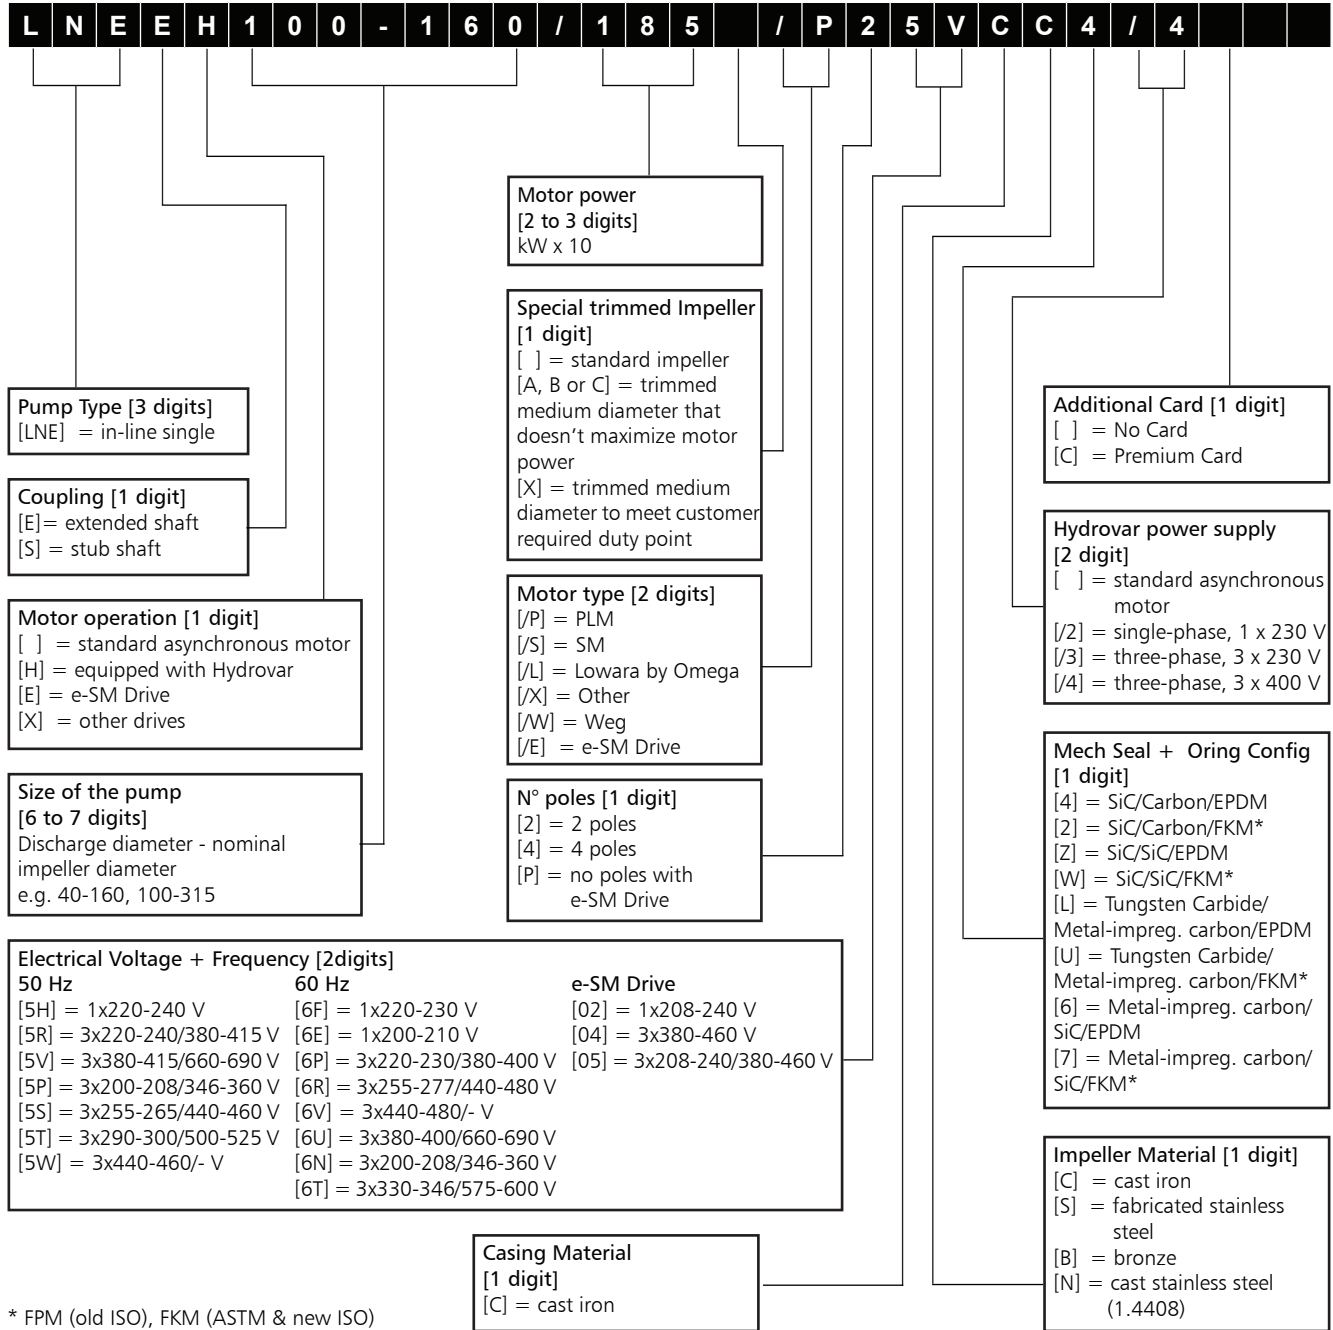 L N E E H 1 0 0 - 1 6 0 / 1 8 5 / P 2 5 V C C 4 / 4
Motor power
[2 to 3 digits]
kW x 10
Special trimmed Impeller
[1 digit]
[ ] = standard impeller
[A, B or C] = trimmed
medium diameter that
doesn't maximize motor
power
[X] = trimmed medium
diameter to meet customer
required duty point
Pump Type [3 digits]
[LNE] = in-line single
Coupling [1 digit]
[E]= extended shaft
[S] = stub shaft
Motor operation [1 digit]
[ ] = standard asynchronous motor
[H] = equipped with Hydrovar
[E] = e-SM Drive
[X] = other drives
Size of the pump
[6 to 7 digits]
Discharge diameter - nominal
impeller diameter
e.g. 40-160, 100-315
Motor type [2 digits]
[/P] = PLM
[/S] = SM
[/L] = Lowara by Omega
[/X] = Other
[/W] = Weg
[/E] = e-SM Drive
N° poles [1 digit]
[2] = 2 poles
[4] = 4 poles
[P] = no poles with
e-SM Drive
Additional Card [1 digit]
[ ] = No Card
[C] = Premium Card
Hydrovar power supply
[2 digit]
[ ] = standard asynchronous
motor
[/2] = single-phase, 1 x 230 V
[/3] = three-phase, 3 x 230 V
[/4] = three-phase, 3 x 400 V
Mech Seal + Oring Config
[1 digit]
[4] = SiC/Carbon/EPDM
[2] = SiC/Carbon/FKM*
[Z] = SiC/SiC/EPDM
[W] = SiC/SiC/FKM*
[L] = Tungsten Carbide/
Metal-impreg. carbon/EPDM
[U] = Tungsten Carbide/
Metal-impreg. carbon/FKM*
[6] = Metal-impreg. carbon/
SiC/EPDM
[7] = Metal-impreg. carbon/
SiC/FKM*
Electrical Voltage + Frequency [2digits]
50 Hz 60 Hz e-SM Drive
[5H] = 1x220-240 V [6F] = 1x220-230 V [02] = 1x208-240 V
[5R] = 3x220-240/380-415 V [6E] = 1x200-210 V [04] = 3x380-460 V
[5V] = 3x380-415/660-690 V [6P] = 3x220-230/380-400 V [05] = 3x208-240/380-460 V
[5P] = 3x200-208/346-360 V [6R] = 3x255-277/440-480 V
[5S] = 3x255-265/440-460 V [6V] = 3x440-480/- V
[5T] = 3x290-300/500-525 V [6U] = 3x380-400/660-690 V
[5W] = 3x440-460/- V [6N] = 3x200-208/346-360 V
[6T] = 3x330-346/575-600 V
Impeller Material [1 digit]
[C] = cast iron
[S] = fabricated stainless
steel
[B] = bronze
[N] = cast stainless steel
(1.4408)
Casing Material
[1 digit]
[C] = cast iron
* FPM (old ISO), FKM (ASTM & new ISO)